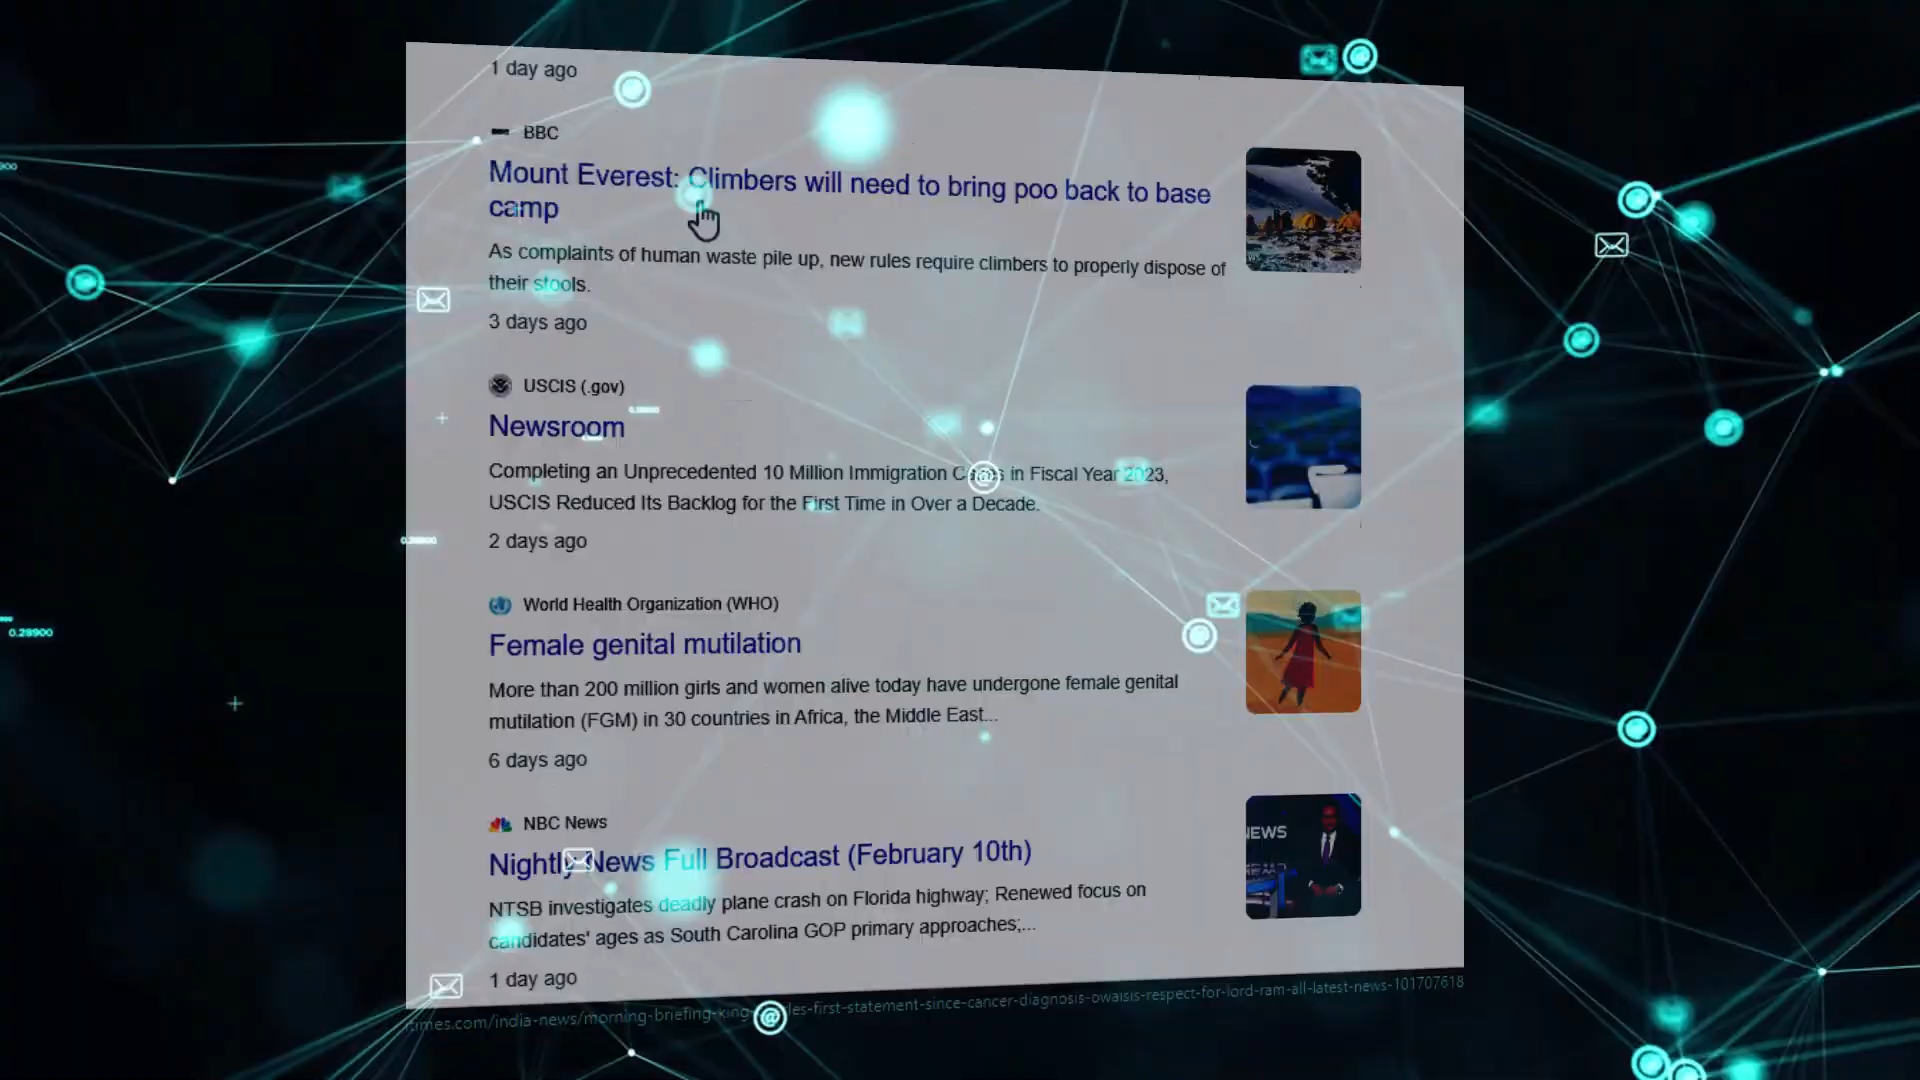 1 day ago
BBC
Mount Everest: Climbers will need to bring poo back to base
camp
As complaints of human waste pile up, new rules require climbers to properly dispose of
their stools.
3 days ago
USCIS (.gov)
Newsroom
Completing an Unprecedented 10 Million Immigration Cases in Fiscal Year 2023,
USCIS Reduced Its Backlog for the First Time in Over a Decade.
2 days ago
World Health Organization (WHO)
Female genital mutilation
More than 200 million girls and women alive today have undergone female genital
mutilation (FGM) in 30 countries in Africa, the Middle East...
6 days ago
NBC News
Nightly News Full Broadcast (February 10th)
NEWS
NTSB investigates deadly plane crash on Florida highway; Renewed focus on
candidates' ages as South Carolina GOP primary approaches;...
1 day ago
times.com/india-news/morning-briefing-king- les-first-statement-since-cancer-diagnosis-owaisis-respect-for-lord-ram-all-latest-news-101707618
0.28900